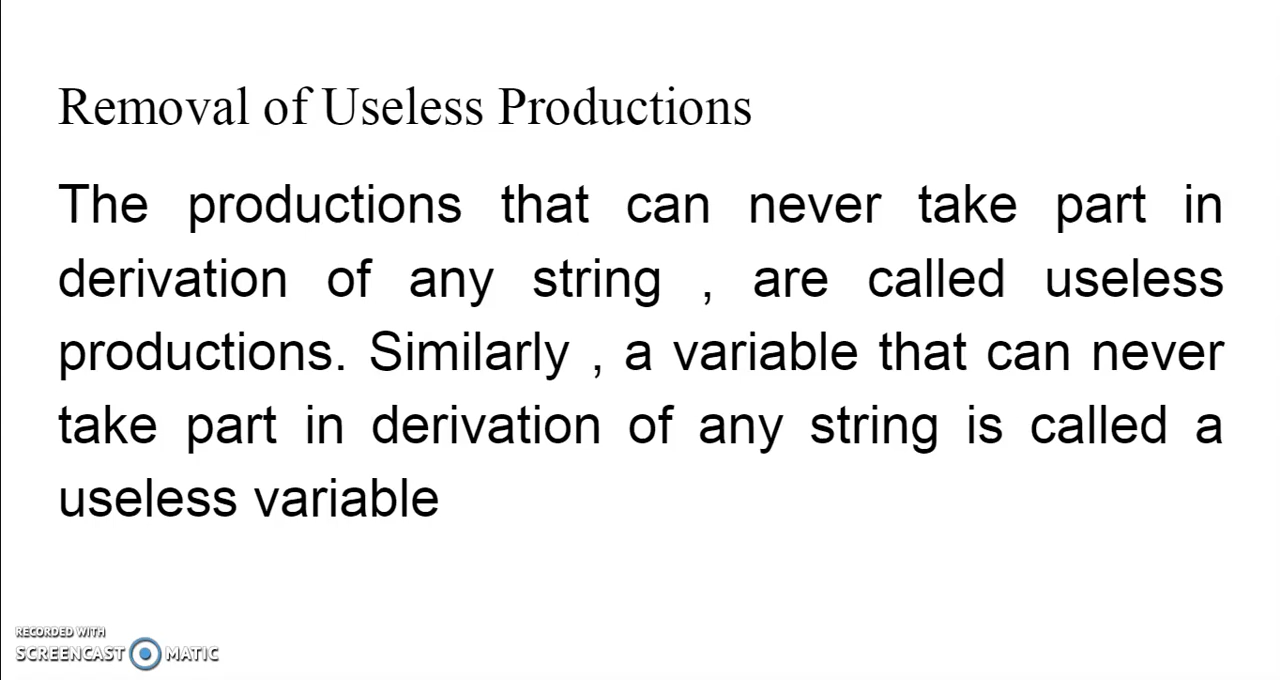 Removal of Useless Productions
The productions that can never take part in
derivation of any string , are called useless
productions. Similarly , a variable that can never
take part in derivation of any string is called a
useless variable
RECORDED WITH
SCREENCAST MATIC